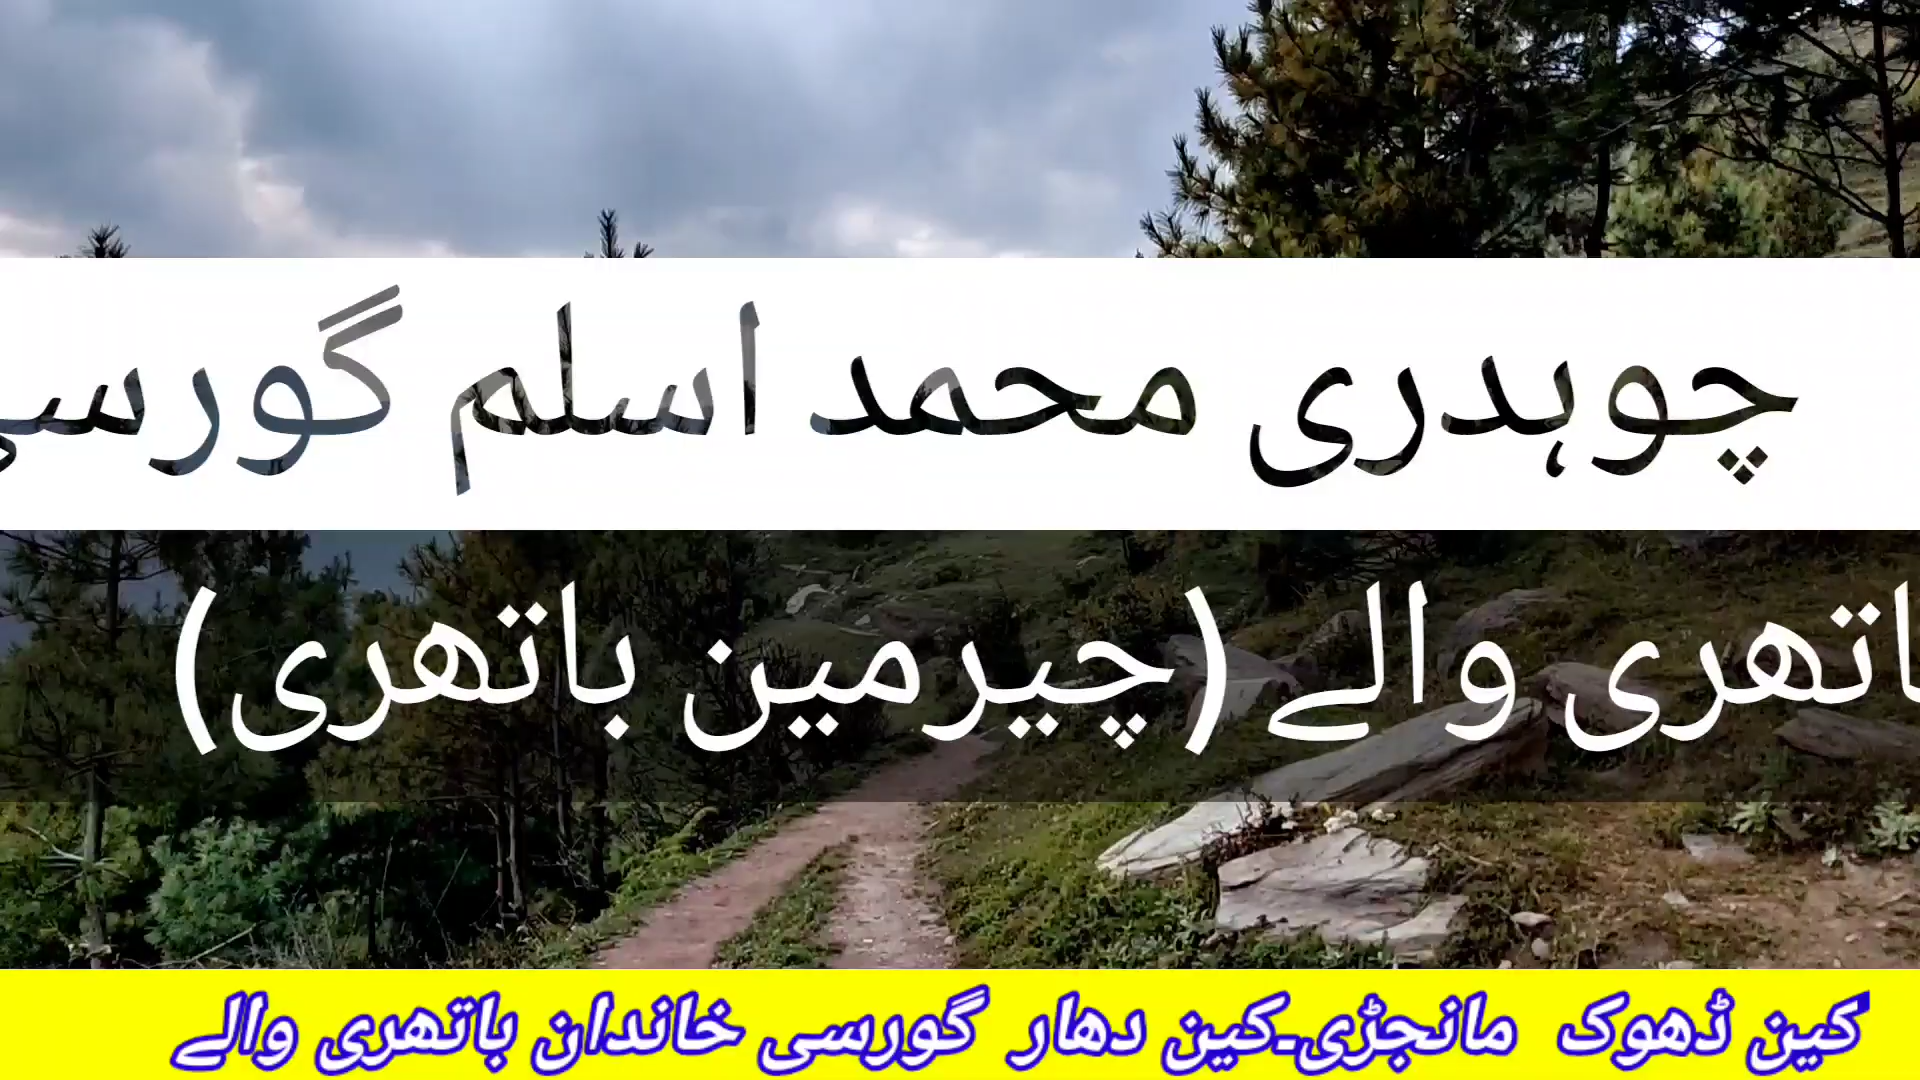 چوہدری محمد اسلم گورسی
باتھری والے (چیرمین باتھری)
کین ڈھوک مانجڑی۔کین دھار گورسی خاندان باتھری والے